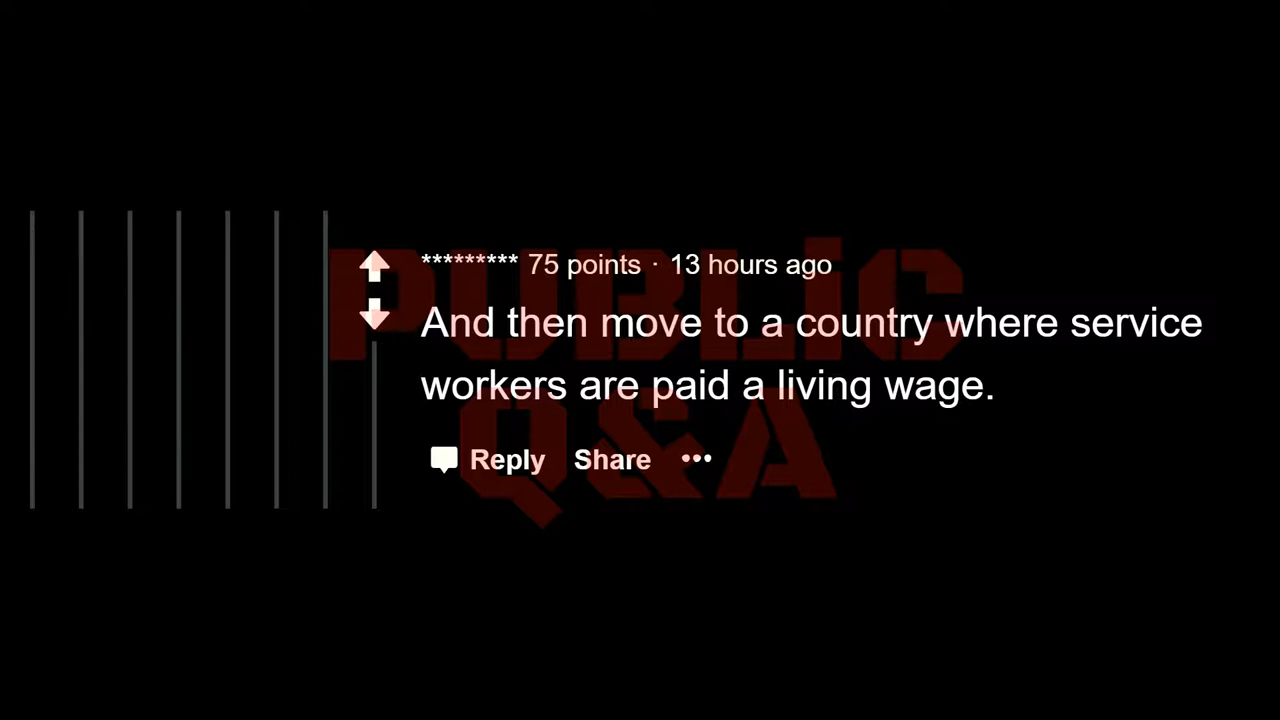 PUBLiC
Q&A
********* 75 points · 13 hours ago
And then move to a country where service
workers are paid a living wage.
Reply Share •••